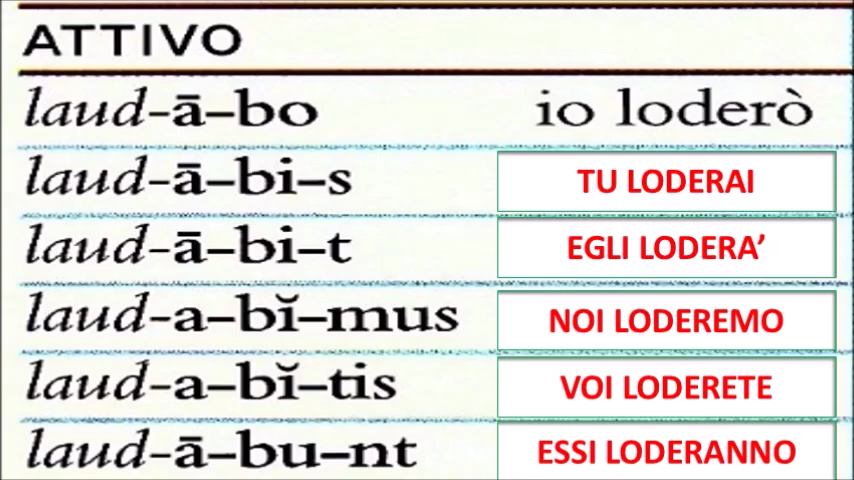 ATTIVO
laud-ā–bo io loderò
laud-ā–bi–s TU LODERAI
laud-ā–bi–t EGLI LODERA’
laud-a–bĭ–mus NOI LODEREMO
laud-a–bĭ–tis VOI LODERETE
laud-ā–bu–nt ESSI LODERANNO